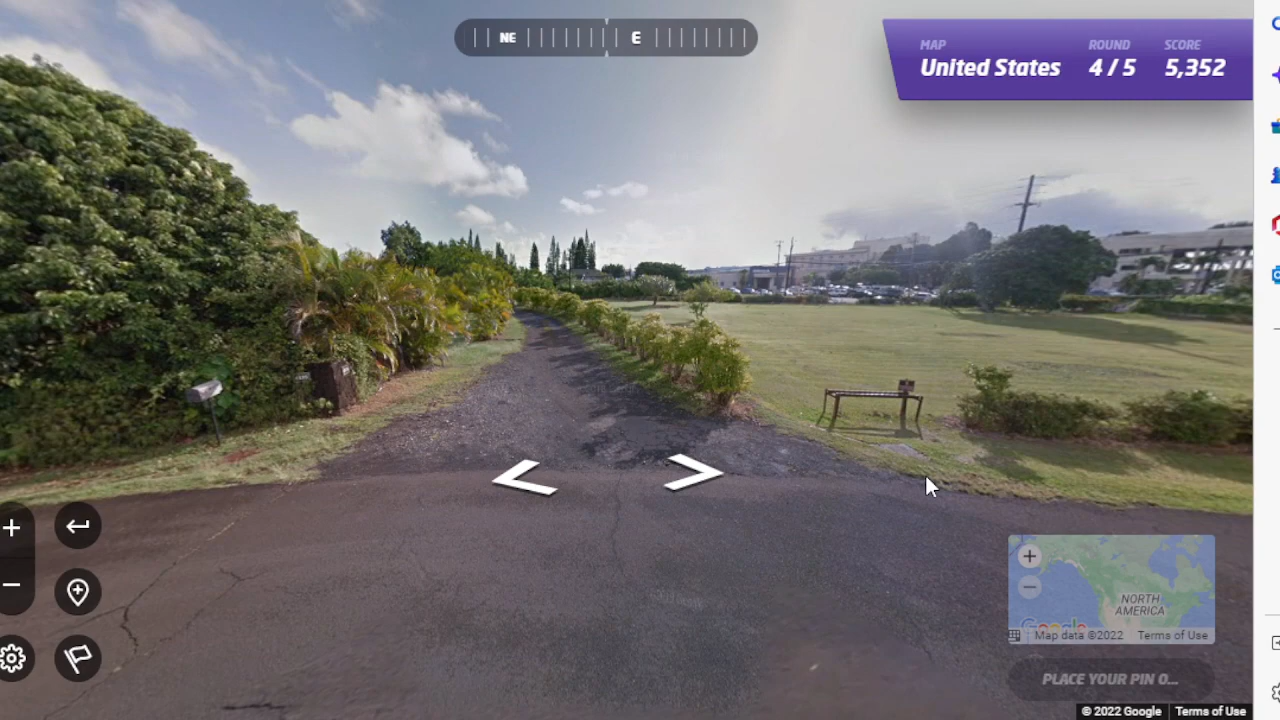 NE
E
MAP
United States
ROUND
4 / 5
SCORE
5,352
NORTH
AMERICA
Google
Map data ©2022
Terms of Use
PLACE YOUR PIN O...
© 2022 Google
Terms of Use